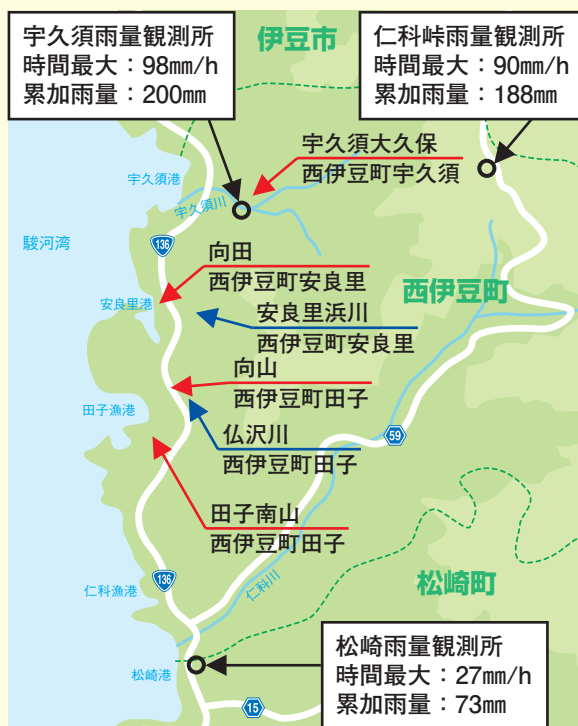 宇久須雨量観測所
時間最大：98mm/h
累加雨量：200mm
伊豆市
仁科峠雨量観測所
時間最大：90mm/h
累加雨量：188mm
宇久須大久保
西伊豆町宇久須
宇久須港
宇久須川
駿河湾
136
向田
西伊豆町安良里
西伊豆町
安良里港
安良里浜川
西伊豆町安良里
向山
西伊豆町田子
田子漁港
仏沢川
西伊豆町田子
59
田子南山
西伊豆町田子
136
仁科漁港
仁科川
松崎町
松崎雨量観測所
時間最大：27mm/h
累加雨量：73mm
松崎港
15